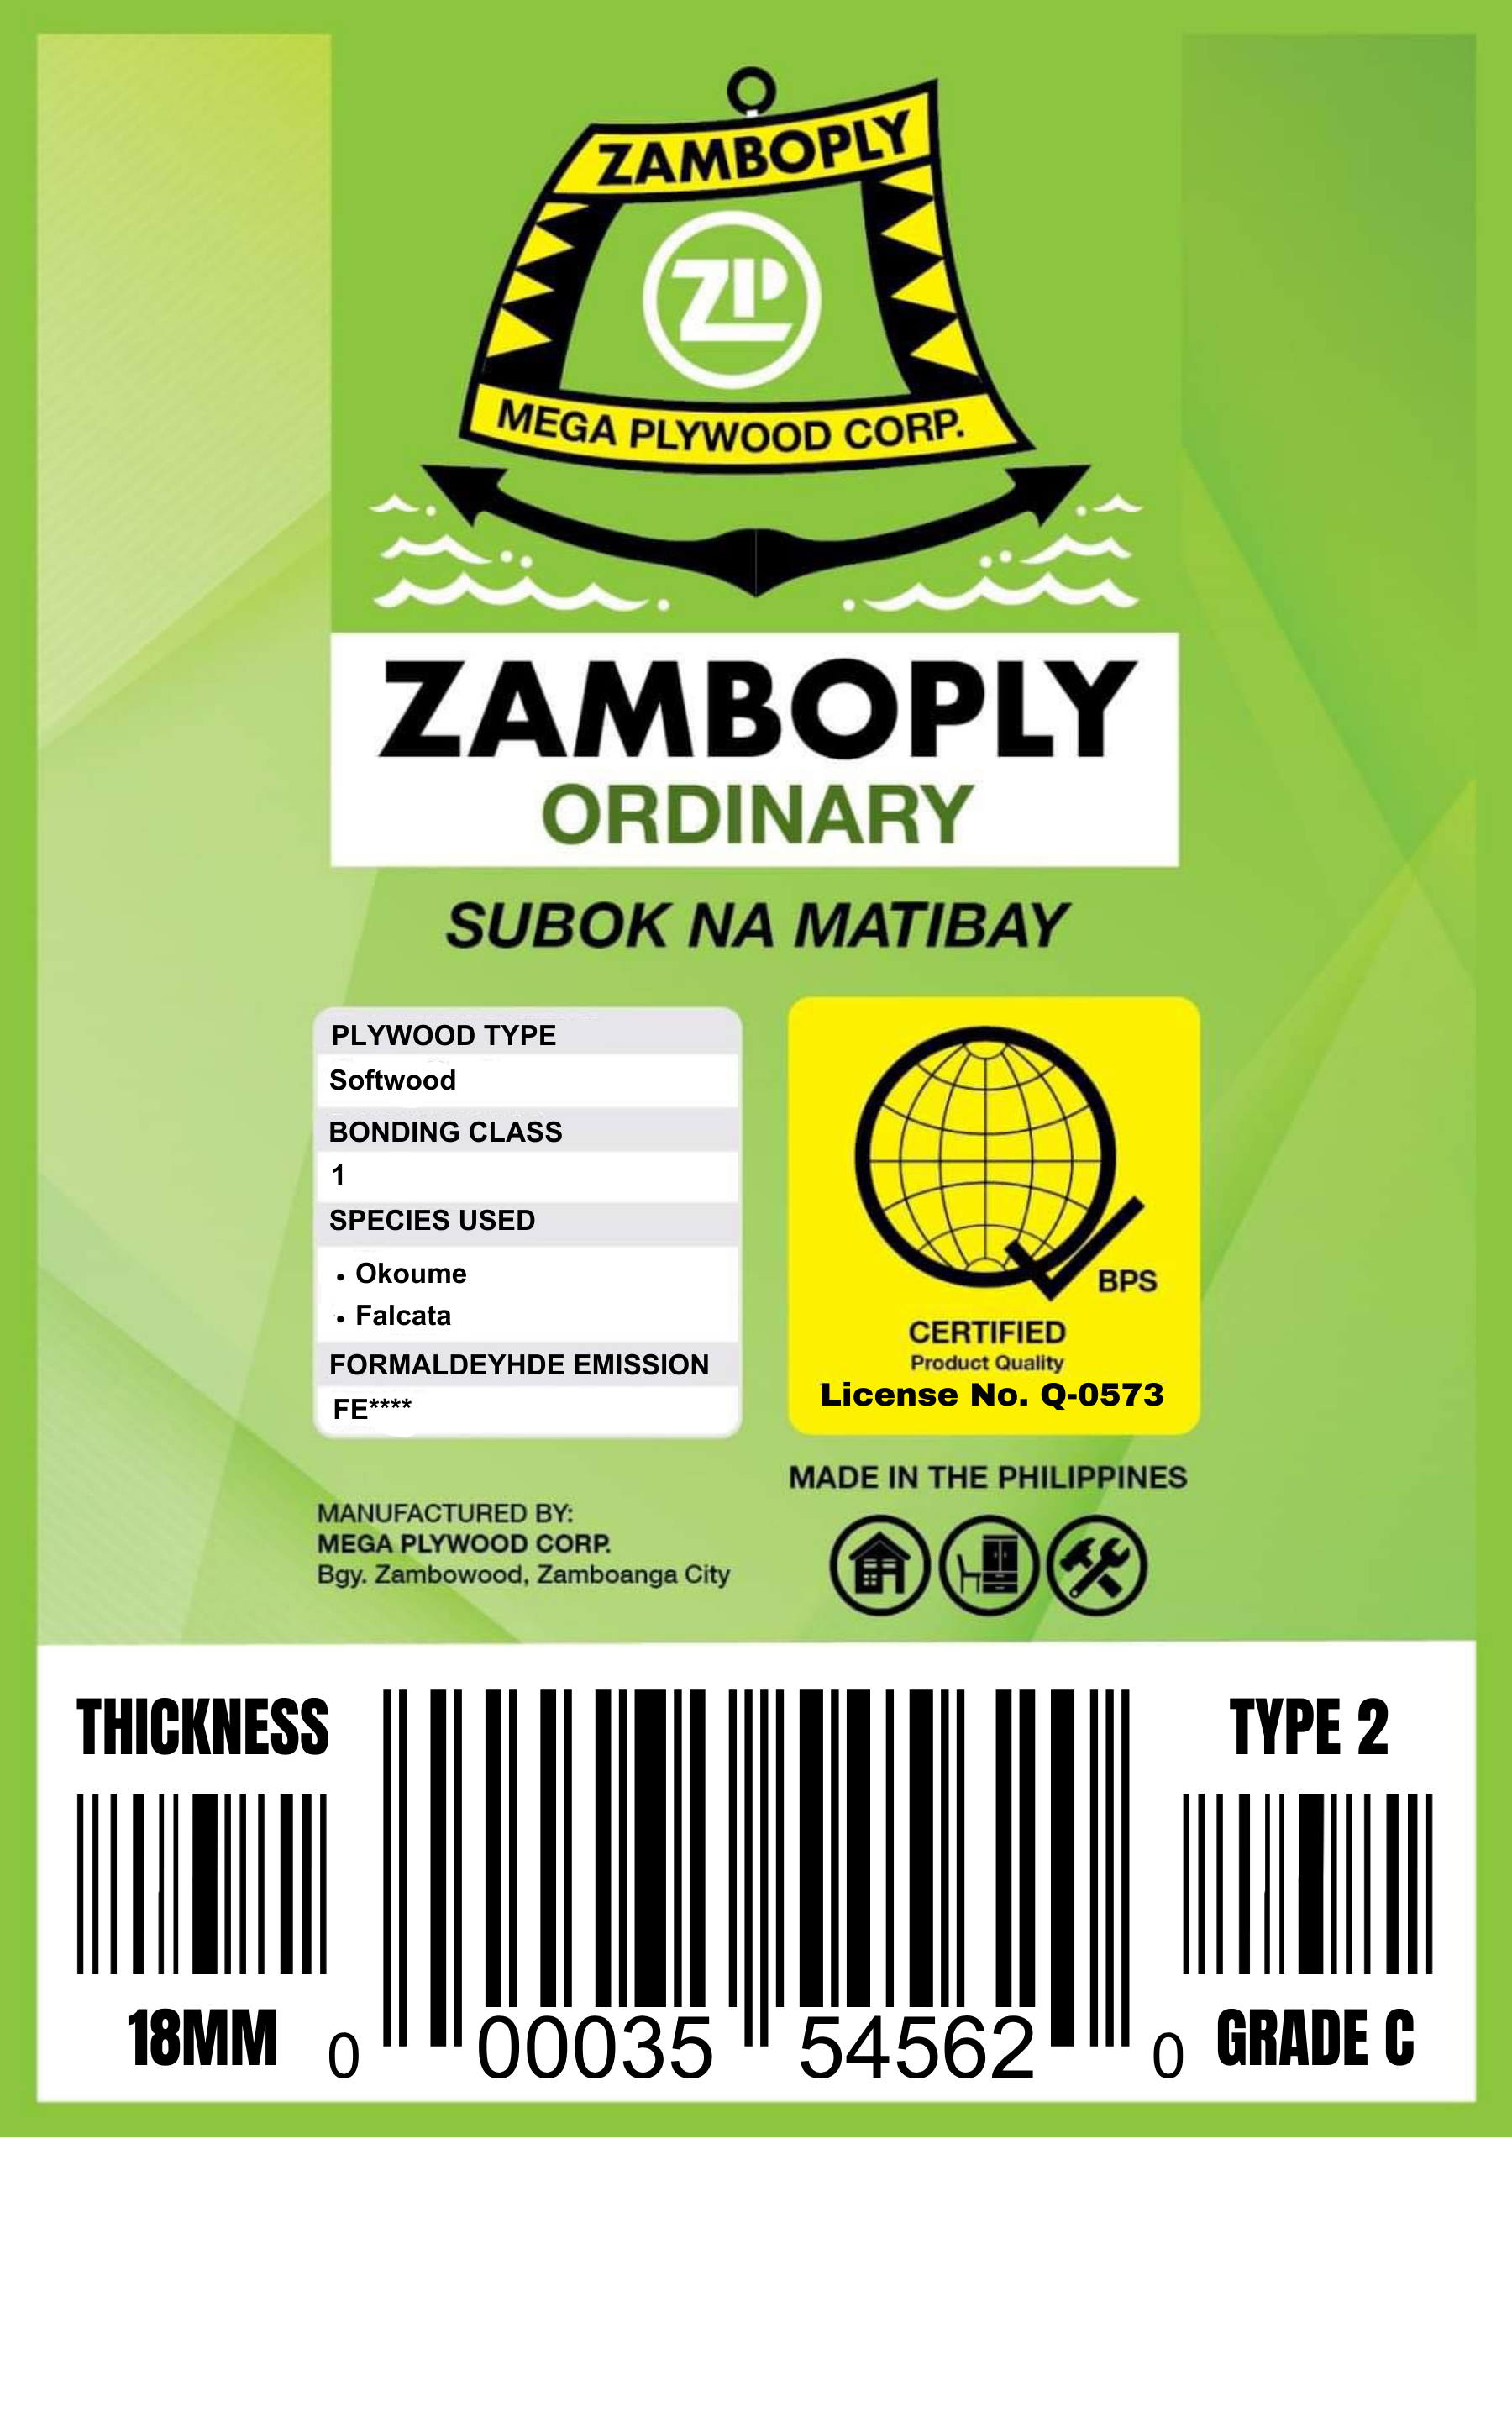 ZAMBOPLY
ZP
MEGA PLYWOOD CORP.
ZAMBOPLY
ORDINARY
SUBOK NA MATIBAY
PLYWOOD TYPE
Softwood
BONDING CLASS
1
SPECIES USED
• Okoume
• Falcata
FORMALDEYHDE EMISSION
FE****
BPS
CERTIFIED
Product Quality
License No. Q-0573
MADE IN THE PHILIPPINES
MANUFACTURED BY:
MEGA PLYWOOD CORP.
Bgy. Zambowood, Zamboanga City
THICKNESS
18MM
0 00035 54562 0
TYPE 2
GRADE C